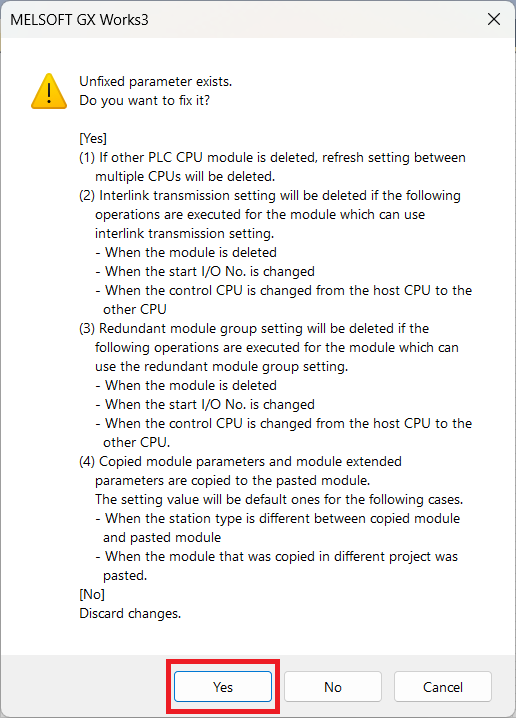 MELSOFT GX Works3
Unfixed parameter exists.
Do you want to fix it?
[Yes]
(1) If other PLC CPU module is deleted, refresh setting between
multiple CPUs will be deleted.
(2) Interlink transmission setting will be deleted if the following
operations are executed for the module which can use
interlink transmission setting.
- When the module is deleted
- When the start I/O No. is changed
- When the control CPU is changed from the host CPU to the
other CPU
(3) Redundant module group setting will be deleted if the
following operations are executed for the module which can
use the redundant module group setting.
- When the module is deleted
- When the start I/O No. is changed
- When the control CPU is changed from the host CPU to the
other CPU.
(4) Copied module parameters and module extended
parameters are copied to the pasted module.
The setting value will be default ones for the following cases.
- When the station type is different between copied module
and pasted module
- When the module that was copied in different project was
pasted.
[No]
Discard changes.
Yes No Cancel